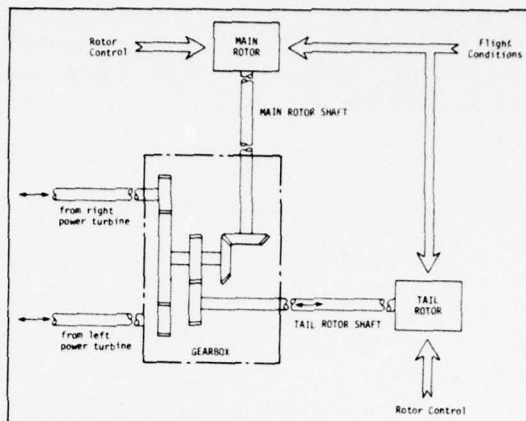 Rotor
Control
MAIN
ROTOR
Flight
Conditions
MAIN ROTOR SHAFT
from right
power turbine
from left
power turbine
TAIL
ROTOR
TAIL ROTOR SHAFT
GEARBOX
Rotor Control